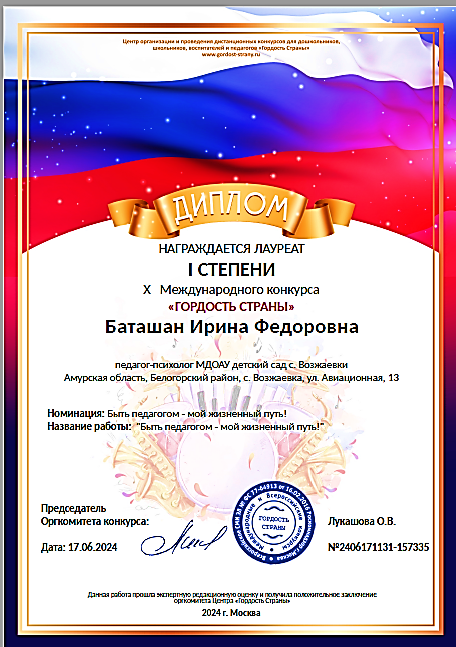 Центр организации и проведения дистанционных конкурсов для дошкольников,
школьников, воспитателей и педагогов «Гордость Страны»
www.gordost-strany.ru
ДИПЛОМ
НАГРАЖДАЕТСЯ ЛАУРЕАТ
I СТЕПЕНИ
X Международного конкурса
«ГОРДОСТЬ СТРАНЫ»
Баташан Ирина Федоровна
педагог-психолог МДОАУ детский сад с. Возжаевки
Амурская область, Белогорский район, с. Возжаевка, ул. Авиационная, 13
Номинация: Быть педагогом - мой жизненный путь!
Название работы: "Быть педагогом - мой жизненный путь!"
Председатель
Оргкомитета конкурса:
Лукашова О.В.
ГОРДОСТЬ
СТРАНЫ
Дата: 17.06.2024
№2406171131-157335
Данная работа прошла экспертную редакционную оценку и получила положительное заключение
оргкомитета Центра «Гордость Страны»
2024 г. Москва